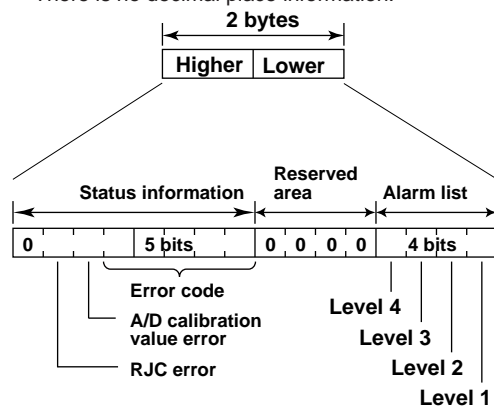 There is no decimal place information.
2 bytes
Higher Lower
Status information
Reserved area
Alarm list
0 5 bits 0 0 0 0 4 bits
Error code
A/D calibration
value error
RJC error
Level 4
Level 3
Level 2
Level 1